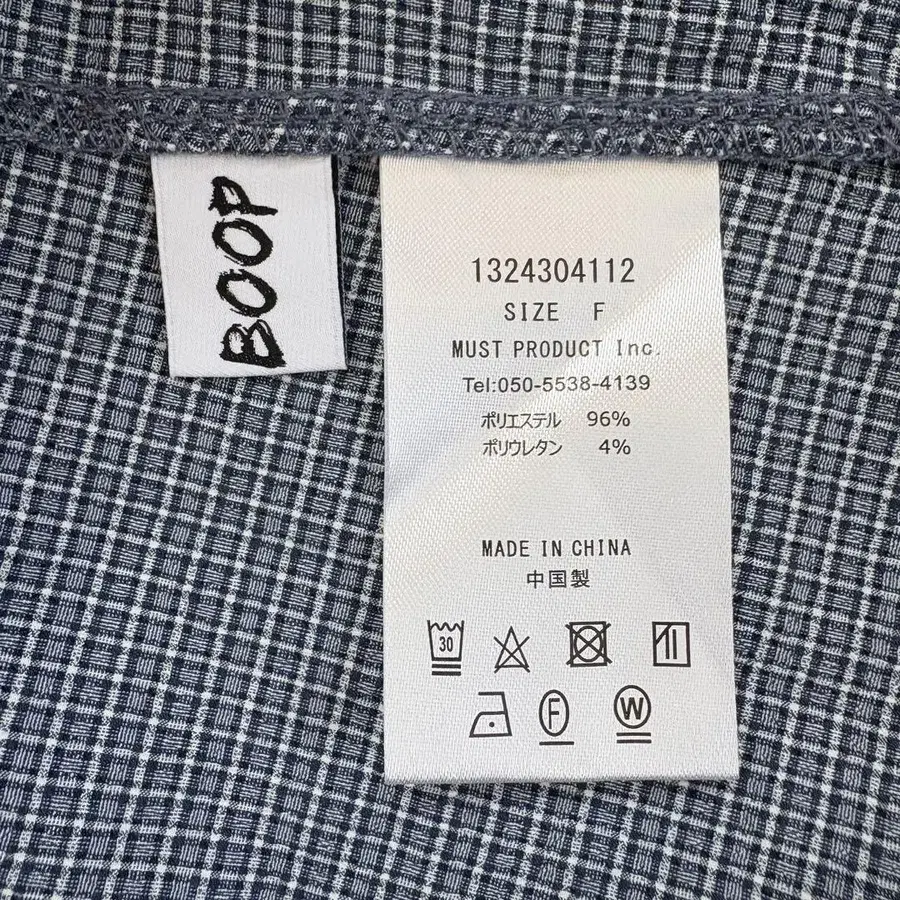 BOOP
1324304112
SIZE F
MUST PRODUCT Inc.
Tel:050-5538-4139
ポリエステル 96%
ポリウレタン 4%
MADE IN CHINA
中国製
30
F
W